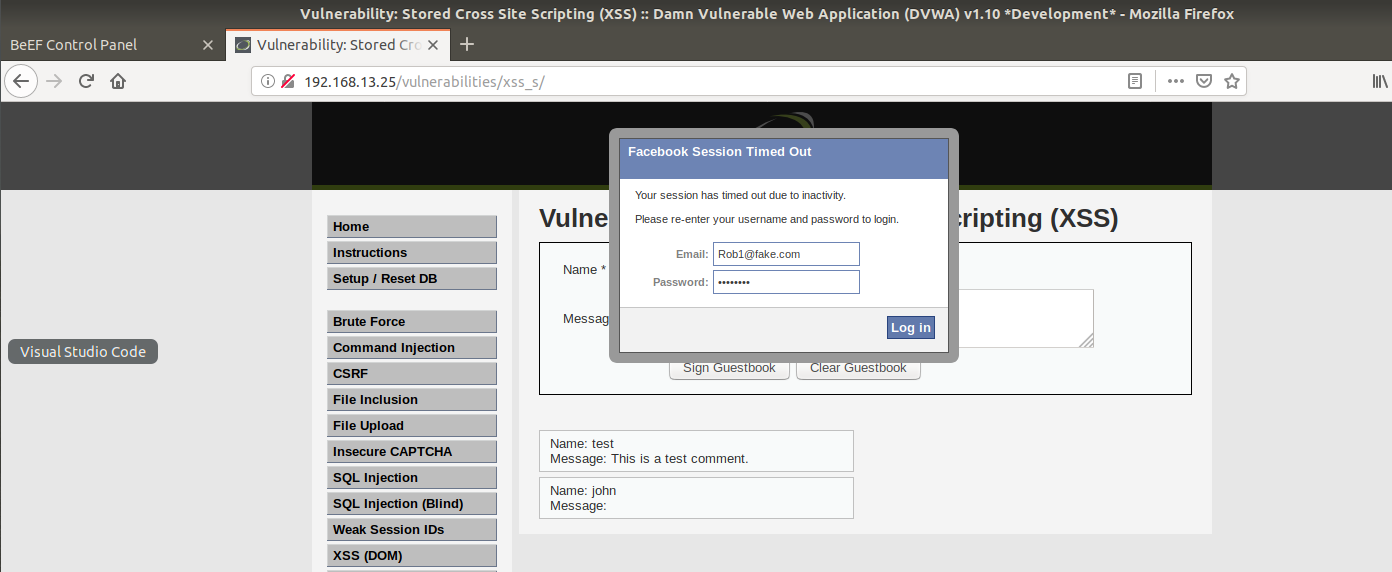 Vulnerability: Stored Cross Site Scripting (XSS) :: Damn Vulnerable Web Application (DVWA) v1.10 *Development* - Mozilla Firefox
BeEF Control Panel
Vulnerability: Stored Cro
192.168.13.25/vulnerabilities/xss_s/
Facebook Session Timed Out
Your session has timed out due to inactivity.
Please re-enter your username and password to login.
Email: Rob1@fake.com
Password: ••••••••
Log in
Home
Instructions
Setup / Reset DB
Brute Force
Command Injection
CSRF
File Inclusion
File Upload
Insecure CAPTCHA
SQL Injection
SQL Injection (Blind)
Weak Session IDs
XSS (DOM)
Visual Studio Code
Vulne
cripting (XSS)
Name *
Messag
Sign Guestbook
Clear Guestbook
Name: test
Message: This is a test comment.
Name: john
Message: